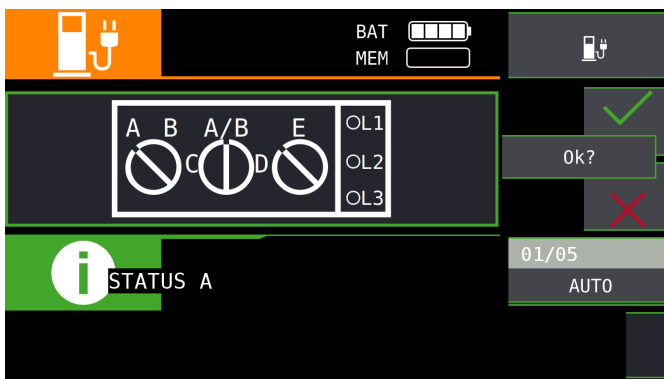 BAT
MEM
A B A/B E
C D
OL1
OL2
OL3
Ok?
01/05
AUTO
i
STATUS A